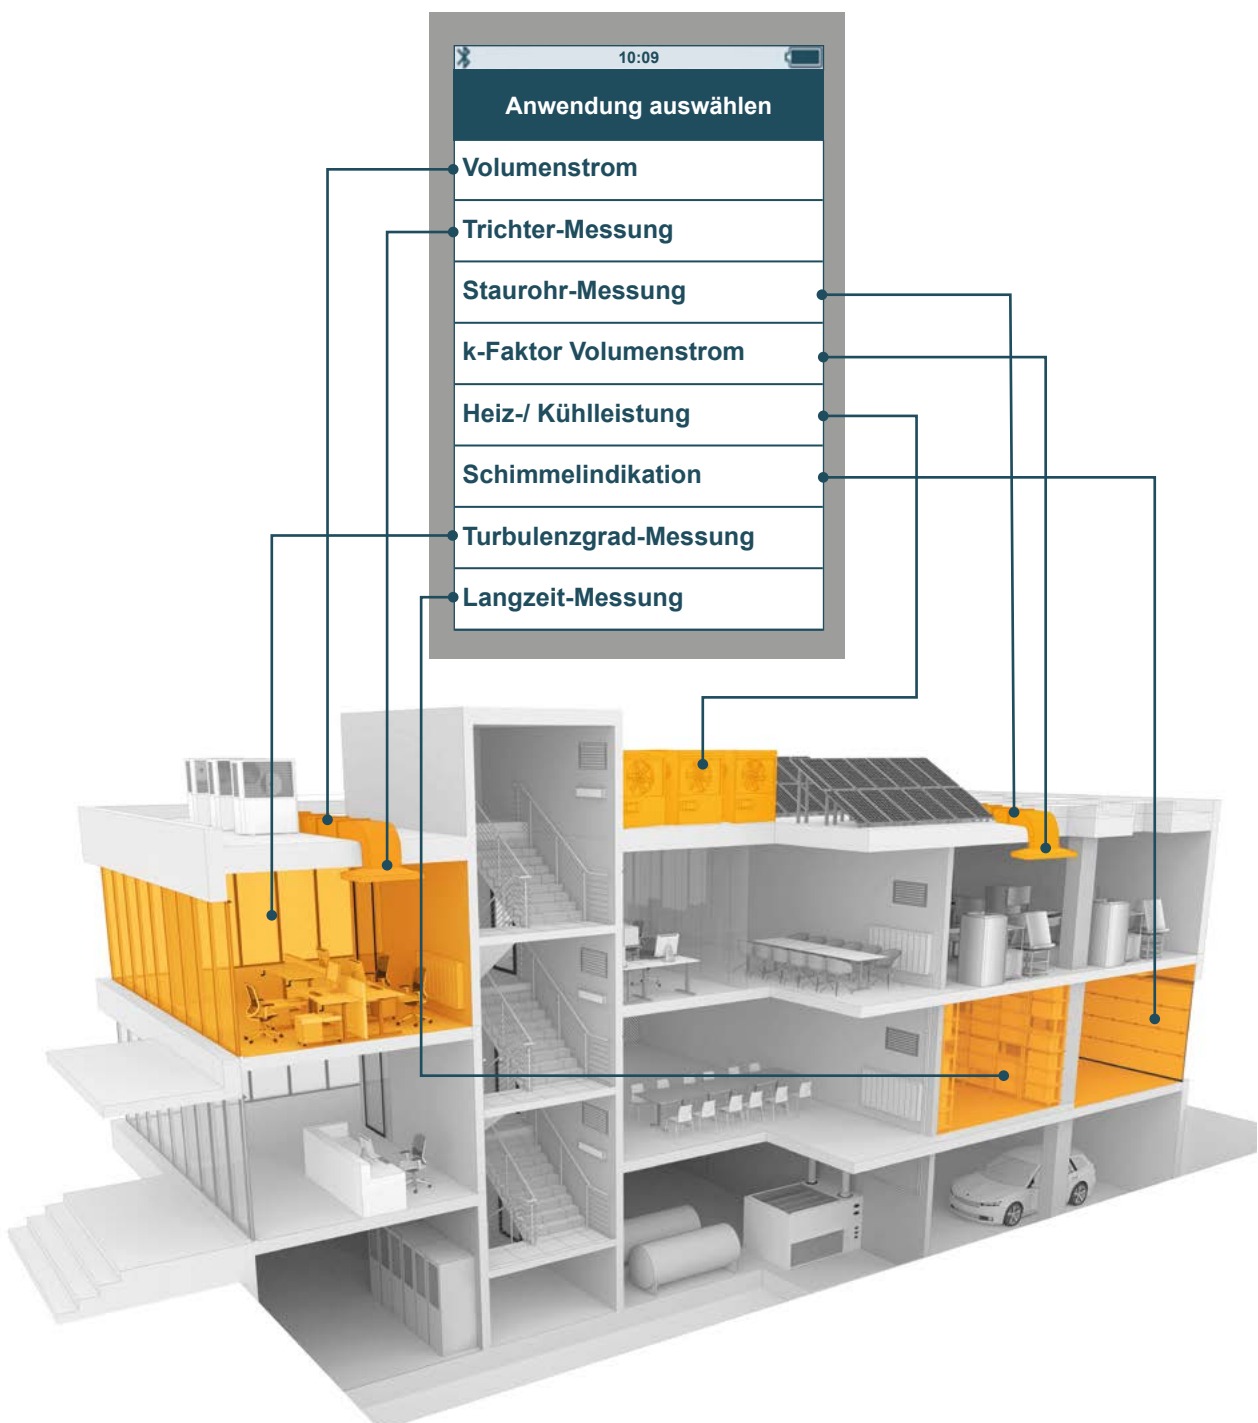 10:09
Anwendung auswählen
Volumenstrom
Trichter-Messung
Staurohr-Messung
k-Faktor Volumenstrom
Heiz-/ Kühlleistung
Schimmelindikation
Turbulenzgrad-Messung
Langzeit-Messung